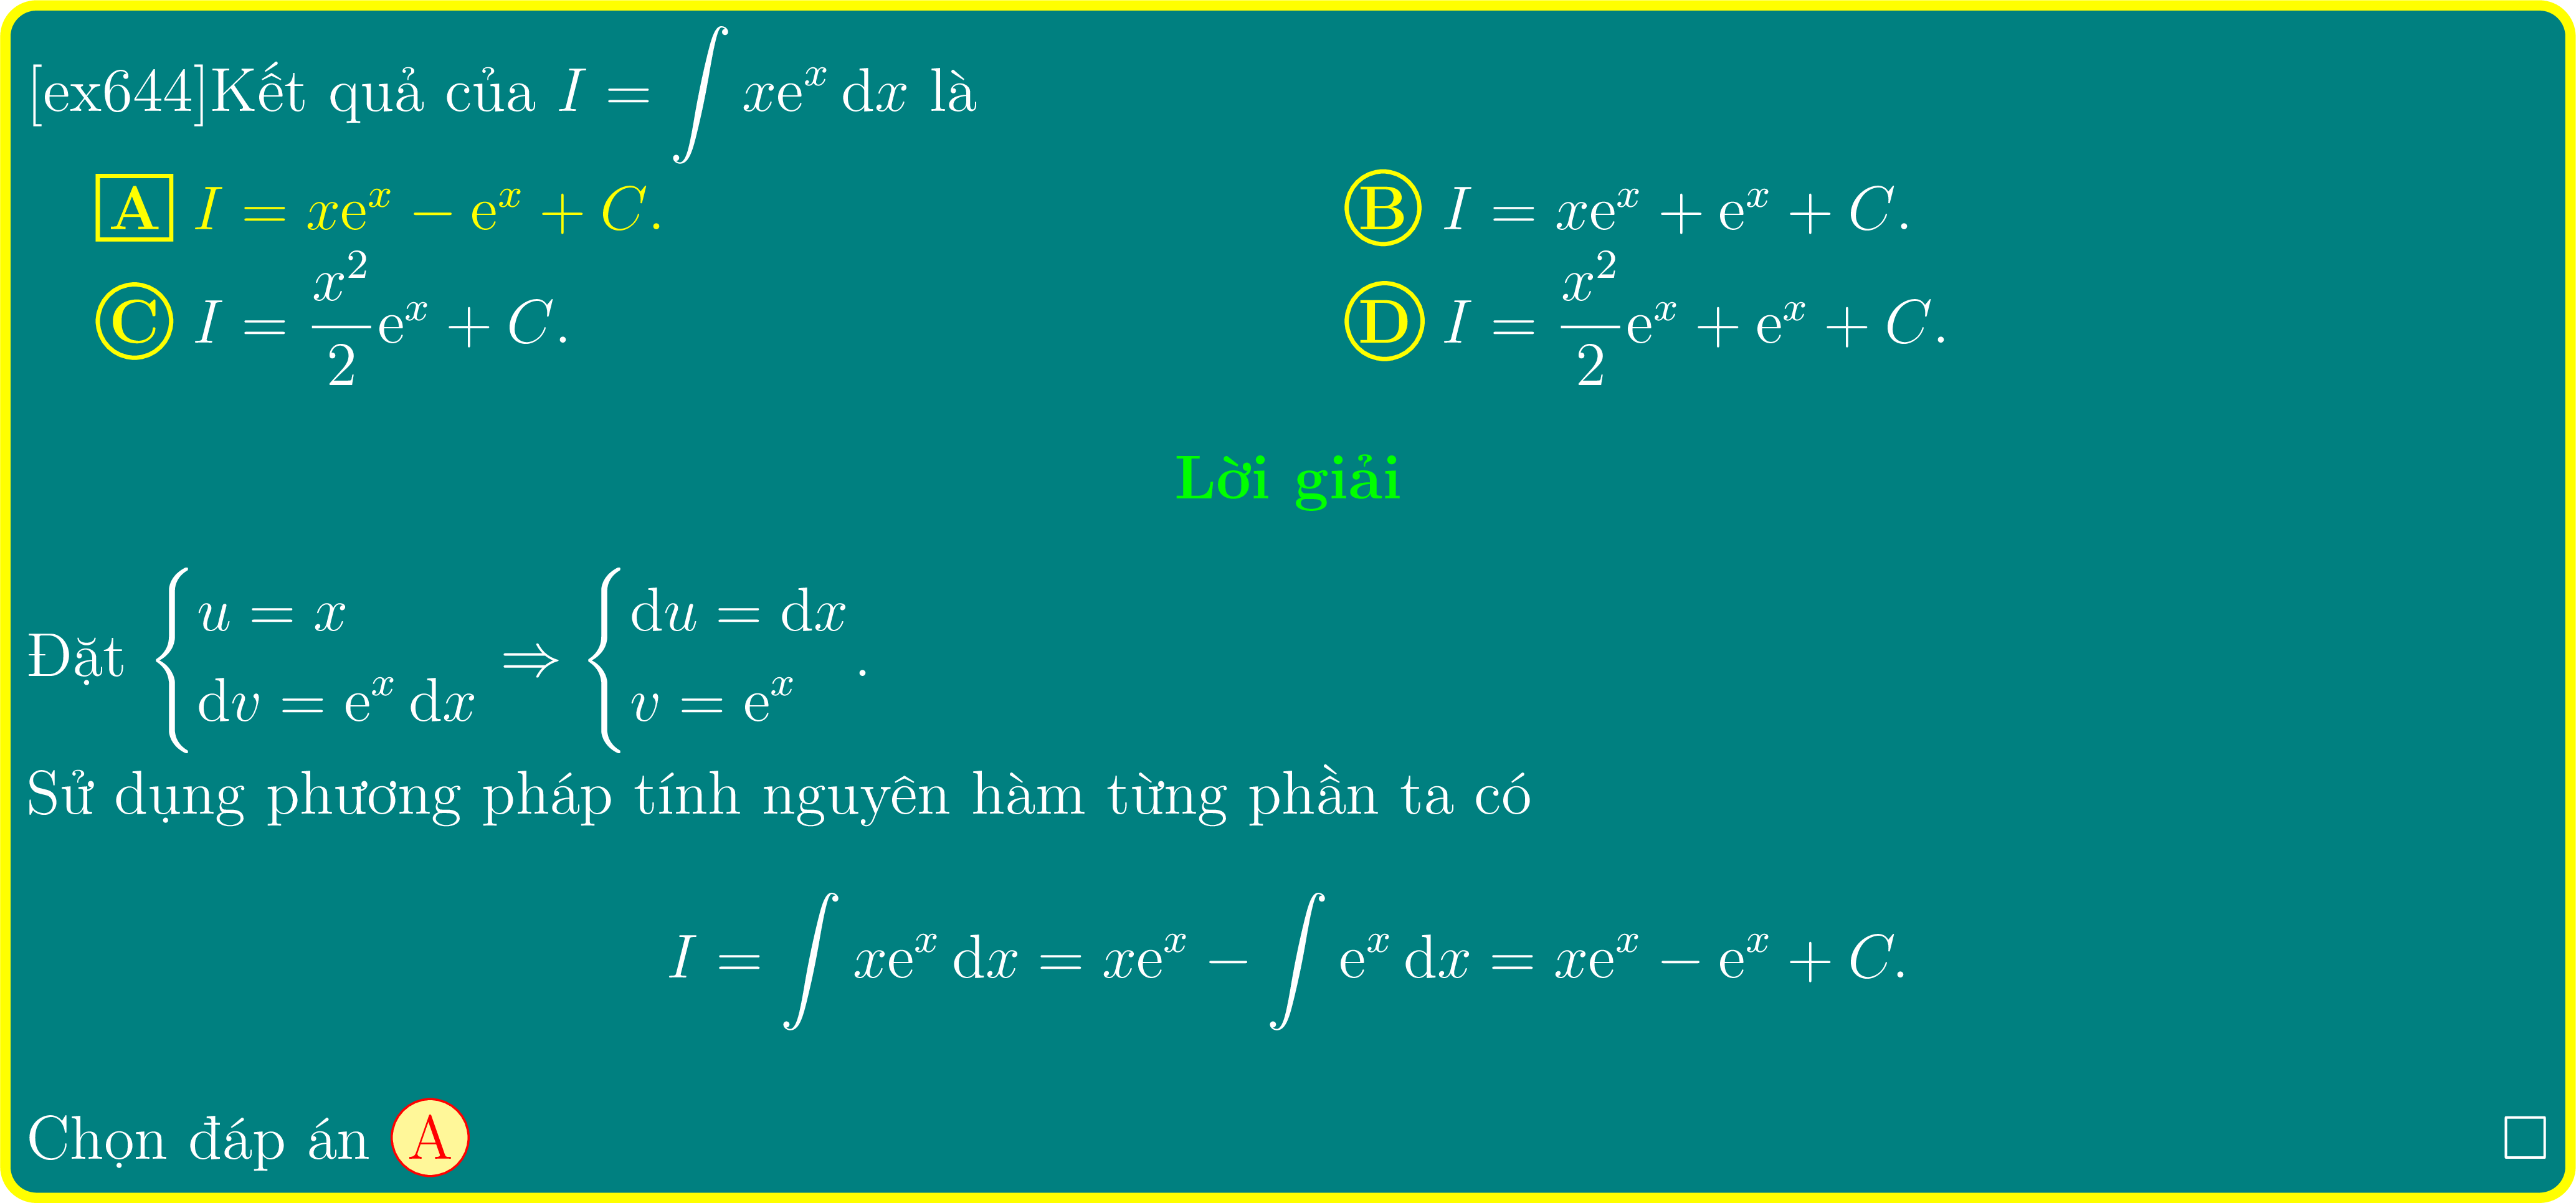 [ex644]Kết quả của $I = \int x\mathrm{e}^x \, \mathrm{d}x$ là
A $I = x\mathrm{e}^x - \mathrm{e}^x + C.$ B $I = x\mathrm{e}^x + \mathrm{e}^x + C.$
C $I = \frac{x^2}{2}\mathrm{e}^x + C.$ D $I = \frac{x^2}{2}\mathrm{e}^x + \mathrm{e}^x + C.$
Lời giải
Đặt $\begin{cases} u = x \\ \mathrm{d}v = \mathrm{e}^x \, \mathrm{d}x \end{cases} \Rightarrow \begin{cases} \mathrm{d}u = \mathrm{d}x \\ v = \mathrm{e}^x \end{cases}.$
Sử dụng phương pháp tính nguyên hàm từng phần ta có
$I = \int x\mathrm{e}^x \, \mathrm{d}x = x\mathrm{e}^x - \int \mathrm{e}^x \, \mathrm{d}x = x\mathrm{e}^x - \mathrm{e}^x + C.$
Chọn đáp án A □